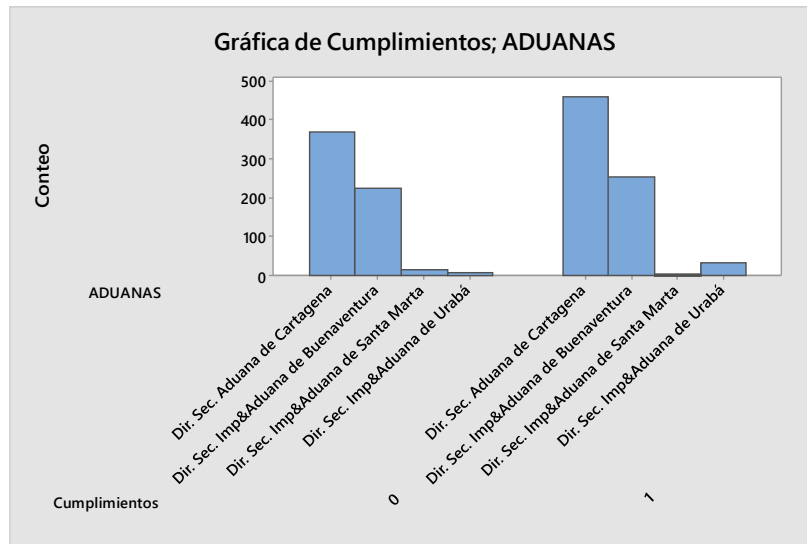 Gráfica de Cumplimientos; ADUANAS
Conteo
500
400
300
200
100
0
ADUANAS
Dir. Sec. Aduana de Cartagena
Dir. Sec. Imp&Aduana de Buenaventura
Dir. Sec. Imp&Aduana de Santa Marta
Dir. Sec. Imp&Aduana de Urabá
Dir. Sec. Aduana de Cartagena
Dir. Sec. Imp&Aduana de Buenaventura
Dir. Sec. Imp&Aduana de Santa Marta
Dir. Sec. Imp&Aduana de Urabá
Cumplimientos
0
1